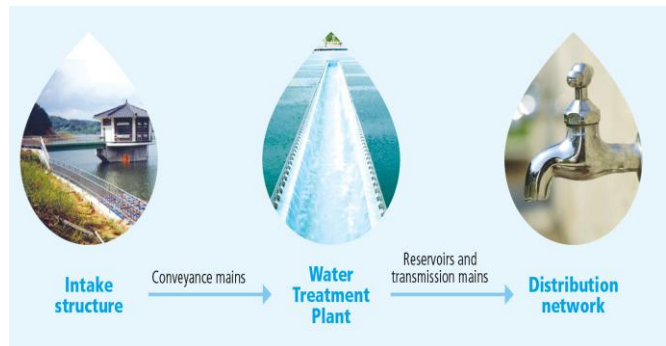 Intake
structure
Conveyance mains
Water
Treatment
Plant
Reservoirs and
transmission mains
Distribution
network